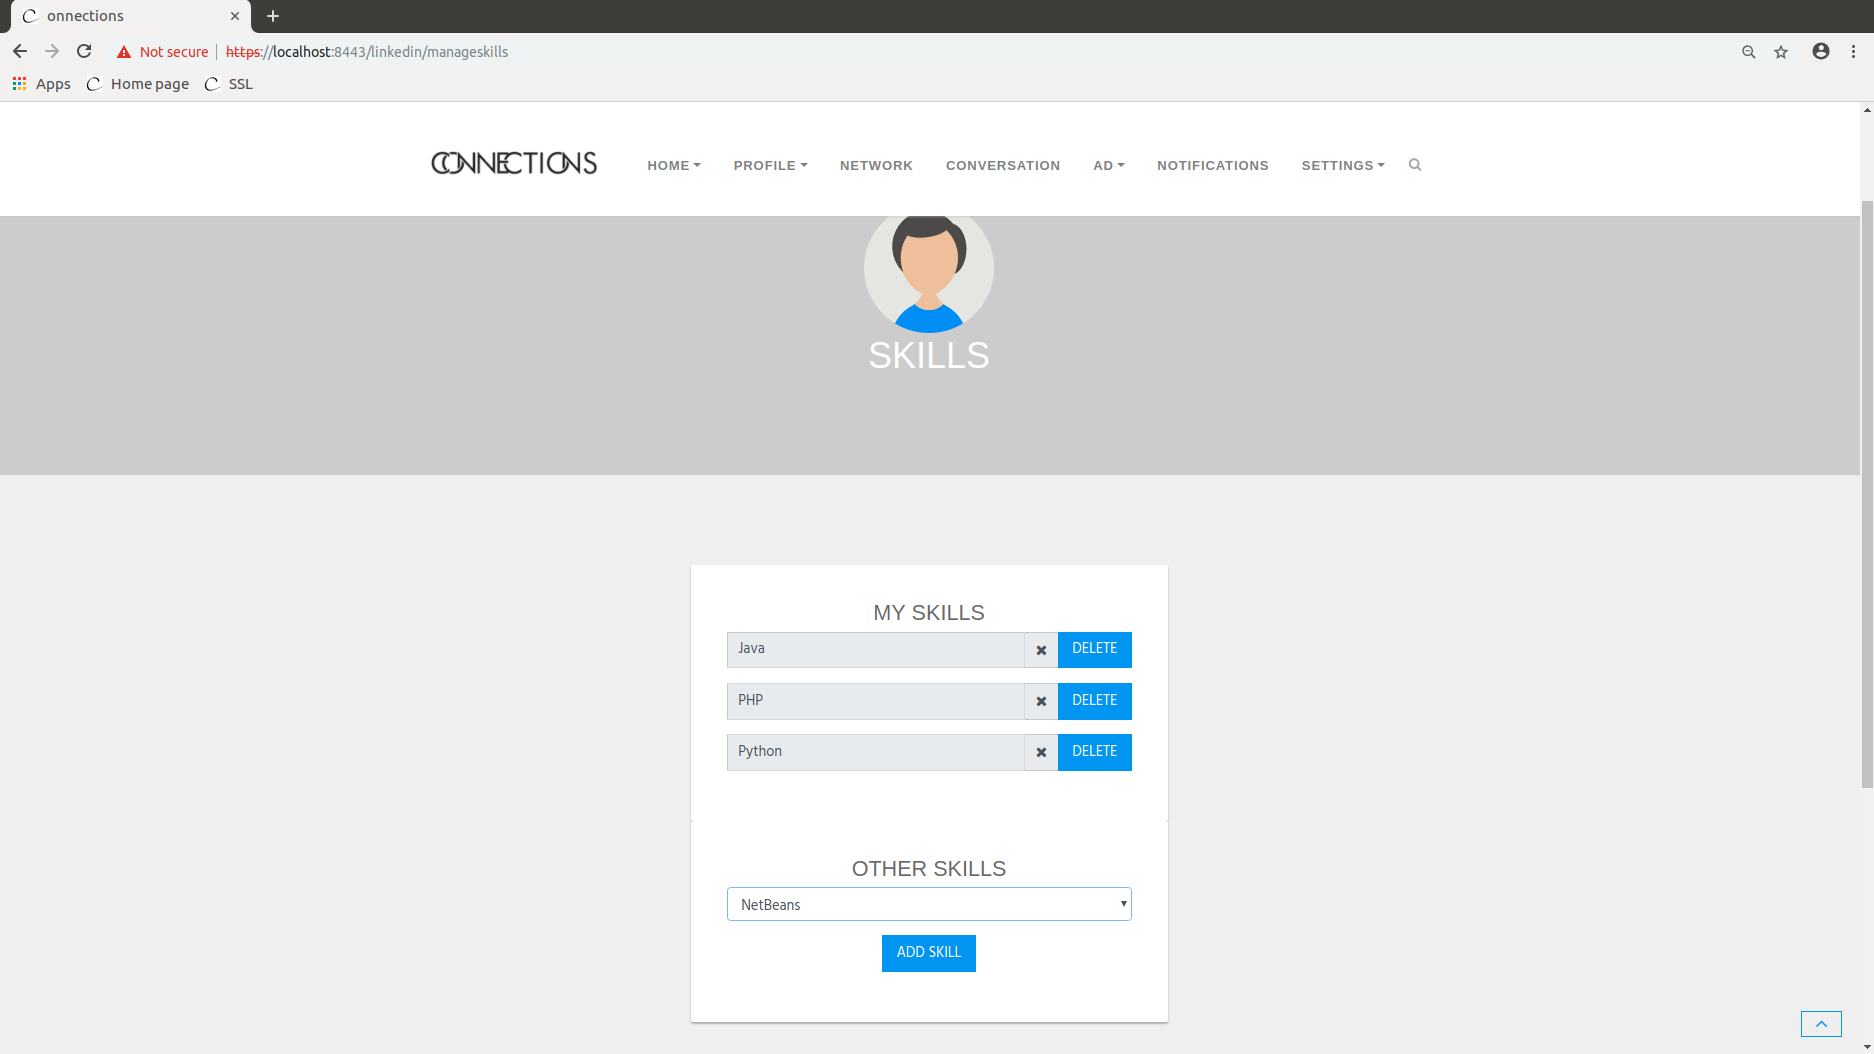 onnections
Not secure https://localhost:8443/linkedin/manageskills
Apps Home page SSL
CONNECTIONS HOME PROFILE NETWORK CONVERSATION AD NOTIFICATIONS SETTINGS
SKILLS
MY SKILLS
Java DELETE
PHP DELETE
Python DELETE
OTHER SKILLS
NetBeans
ADD SKILL